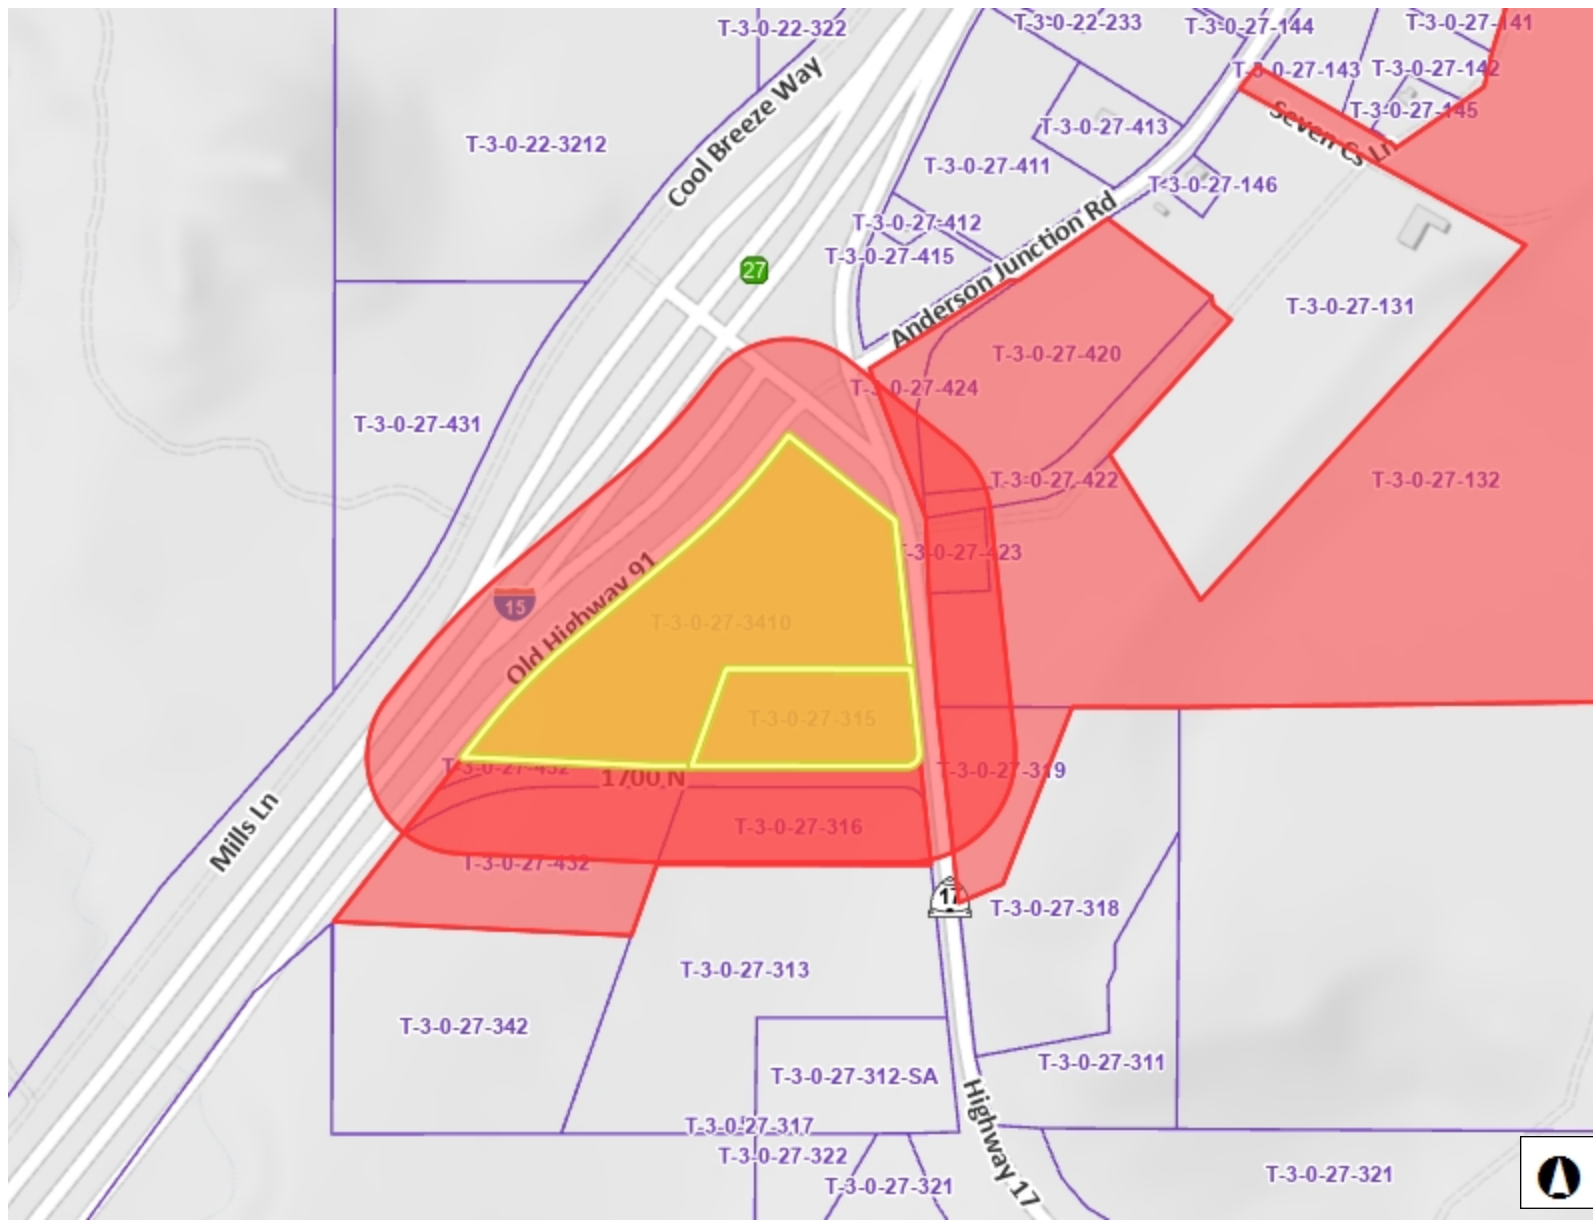 T-3-0-22-322
T-3-0-22-233
T-3-0-27-144
T-3-0-27-141
T-3-0-27-143
T-3-0-27-142
T-3-0-27-145
Cool Breeze Way
T-3-0-22-3212
T-3-0-27-413
Seven Cs Ln
T-3-0-27-411
T-3-0-27-146
T-3-0-27-412
T-3-0-27-415
Anderson Junction Rd
27
T-3-0-27-131
T-3-0-27-420
T-3-0-27-424
T-3-0-27-431
T-3-0-27-422
T-3-0-27-132
T-3-0-27-423
15
Old Highway 91
T-3-0-27-3410
T-3-0-27-315
T-3-0-27-432
1700 N
T-3-0-27-319
Mills Ln
T-3-0-27-316
T-3-0-27-432
17
T-3-0-27-318
T-3-0-27-313
T-3-0-27-342
T-3-0-27-312-SA
T-3-0-27-311
T-3-0-27-317
Highway 17
T-3-0-27-322
T-3-0-27-321
T-3-0-27-321